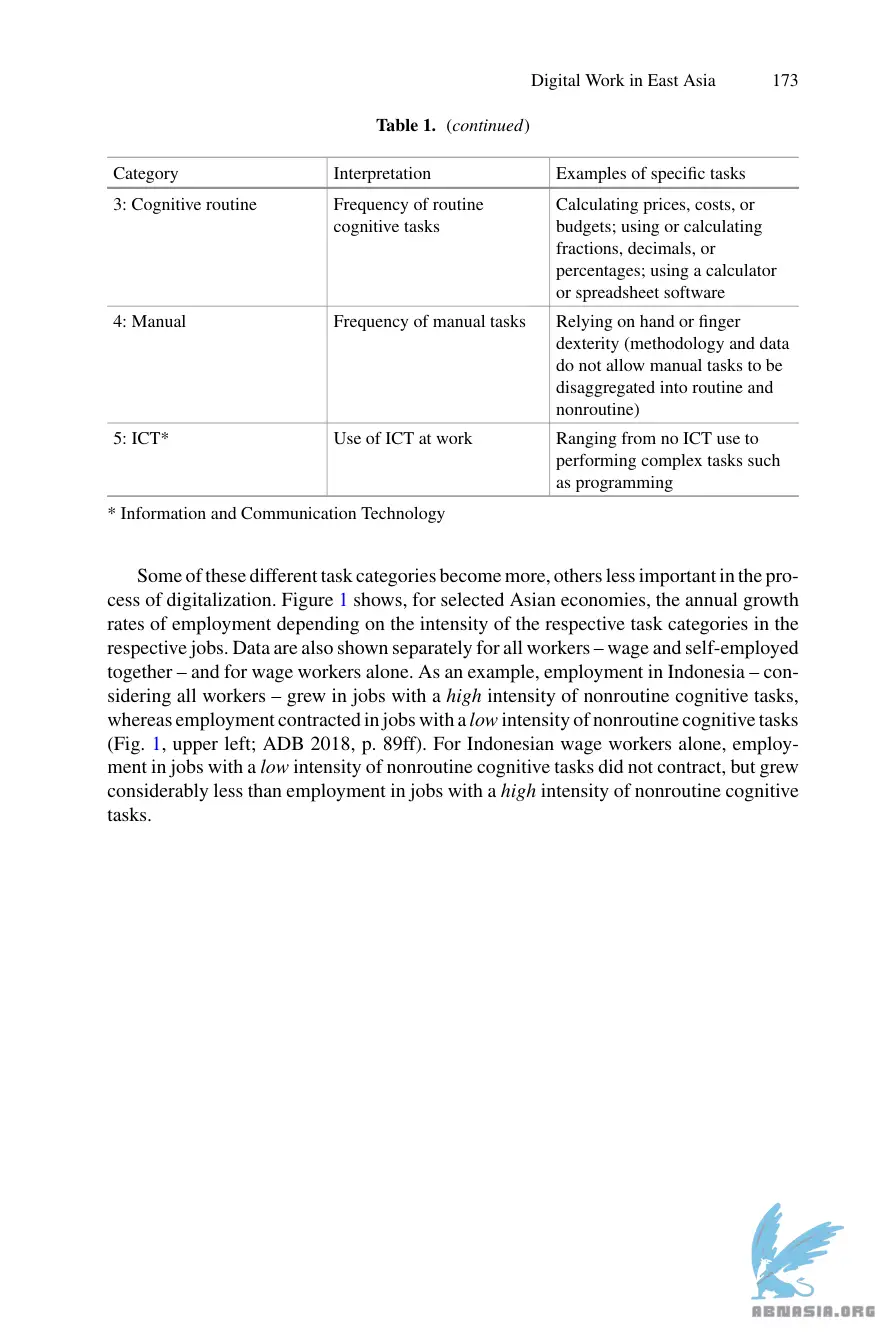 Digital Work in East Asia 173
Table 1. (continued)
Category Interpretation Examples of specific tasks
3: Cognitive routine Frequency of routine cognitive tasks Calculating prices, costs, or budgets; using or calculating fractions, decimals, or percentages; using a calculator or spreadsheet software
4: Manual Frequency of manual tasks Relying on hand or finger dexterity (methodology and data do not allow manual tasks to be disaggregated into routine and nonroutine)
5: ICT* Use of ICT at work Ranging from no ICT use to performing complex tasks such as programming
* Information and Communication Technology
Some of these different task categories become more, others less important in the pro-
cess of digitalization. Figure 1 shows, for selected Asian economies, the annual growth
rates of employment depending on the intensity of the respective task categories in the
respective jobs. Data are also shown separately for all workers – wage and self-employed
together – and for wage workers alone. As an example, employment in Indonesia – con-
sidering all workers – grew in jobs with a high intensity of nonroutine cognitive tasks,
whereas employment contracted in jobs with a low intensity of nonroutine cognitive tasks
(Fig. 1, upper left; ADB 2018, p. 89ff). For Indonesian wage workers alone, employ-
ment in jobs with a low intensity of nonroutine cognitive tasks did not contract, but grew
considerably less than employment in jobs with a high intensity of nonroutine cognitive
tasks.
ABNASIA.ORG